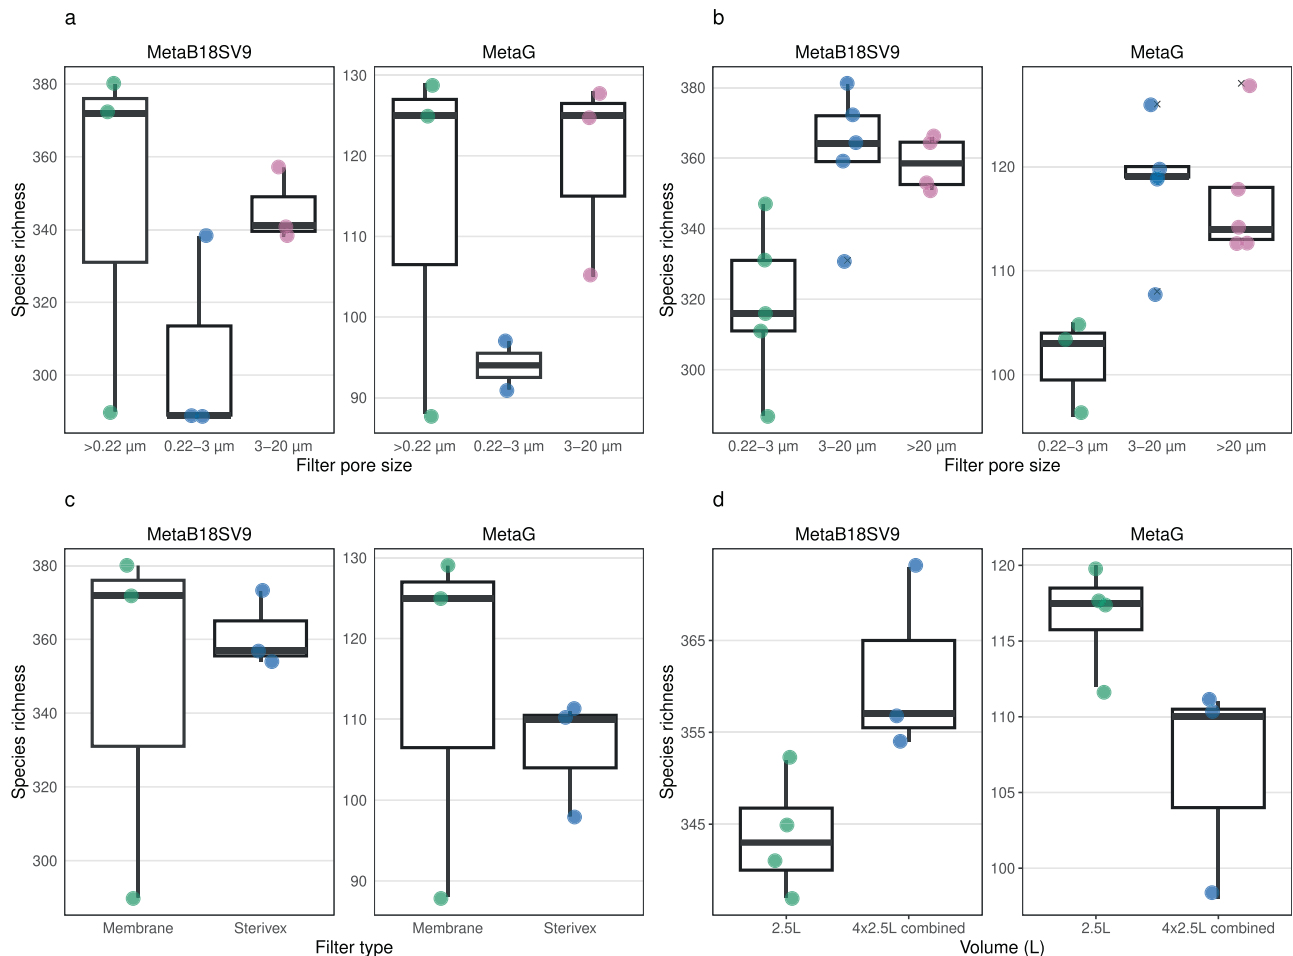 a
MetaB18SV9
MetaG
Species richness
380
360
340
320
300
130
120
110
100
90
>0.22 µm
0.22−3 µm
3−20 µm
>0.22 µm
0.22−3 µm
3−20 µm
Filter pore size
b
MetaB18SV9
MetaG
Species richness
380
360
340
320
300
120
110
100
0.22−3 µm
3−20 µm
>20 µm
0.22−3 µm
3−20 µm
>20 µm
Filter pore size
c
MetaB18SV9
MetaG
Species richness
380
360
340
320
300
130
120
110
100
90
Membrane
Sterivex
Membrane
Sterivex
Filter type
d
MetaB18SV9
MetaG
Species richness
365
355
345
120
115
110
105
100
2.5L
4x2.5L combined
2.5L
4x2.5L combined
Volume (L)